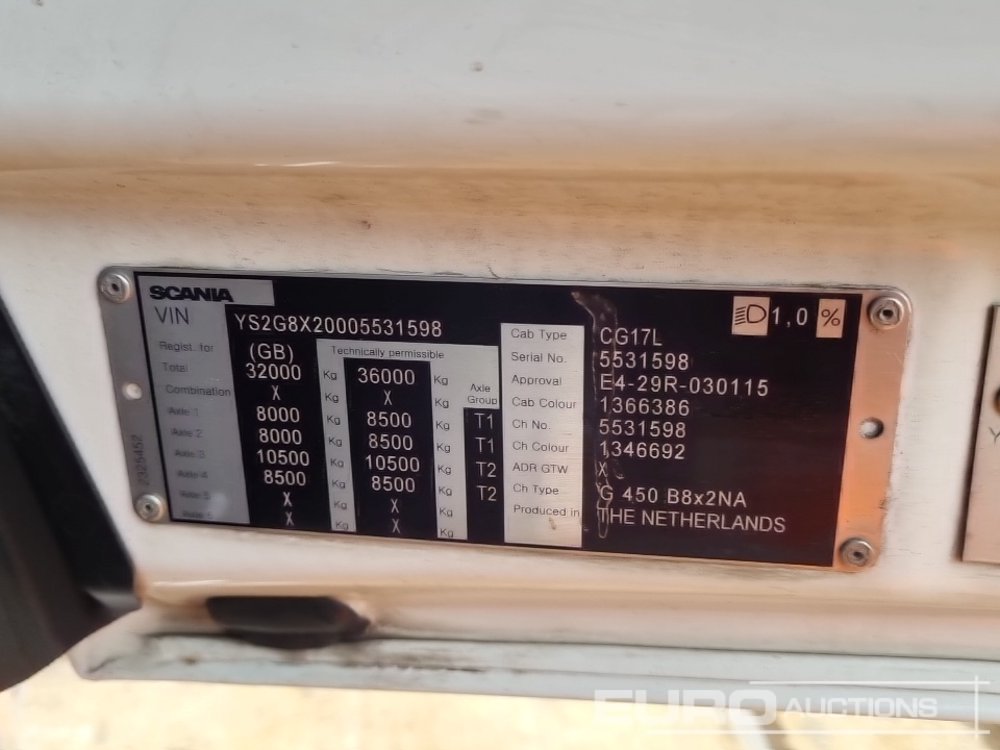 SCANIA
VIN YS2G8X20005531598
1,0 %
Regist. for (GB) Technically permissible
Total 32000 Kg 36000 Kg Axle Group
Combination X Kg X Kg
Axle 1 8000 Kg 8500 Kg T1
Axle 2 8000 Kg 8500 Kg T1
Axle 3 10500 Kg 10500 Kg T2
Axle 4 8500 Kg 8500 Kg T2
Axle 5 X Kg X Kg
X Kg X Kg
Cab Type CG17L
Serial No. 5531598
Approval E4-29R-030115
Cab Colour 1366386
Ch No. 5531598
Ch Colour 1346692
ADR GTW X
Ch Type G 450 B8x2NA
Produced in THE NETHERLANDS
2325452
EURO AUCTIONS